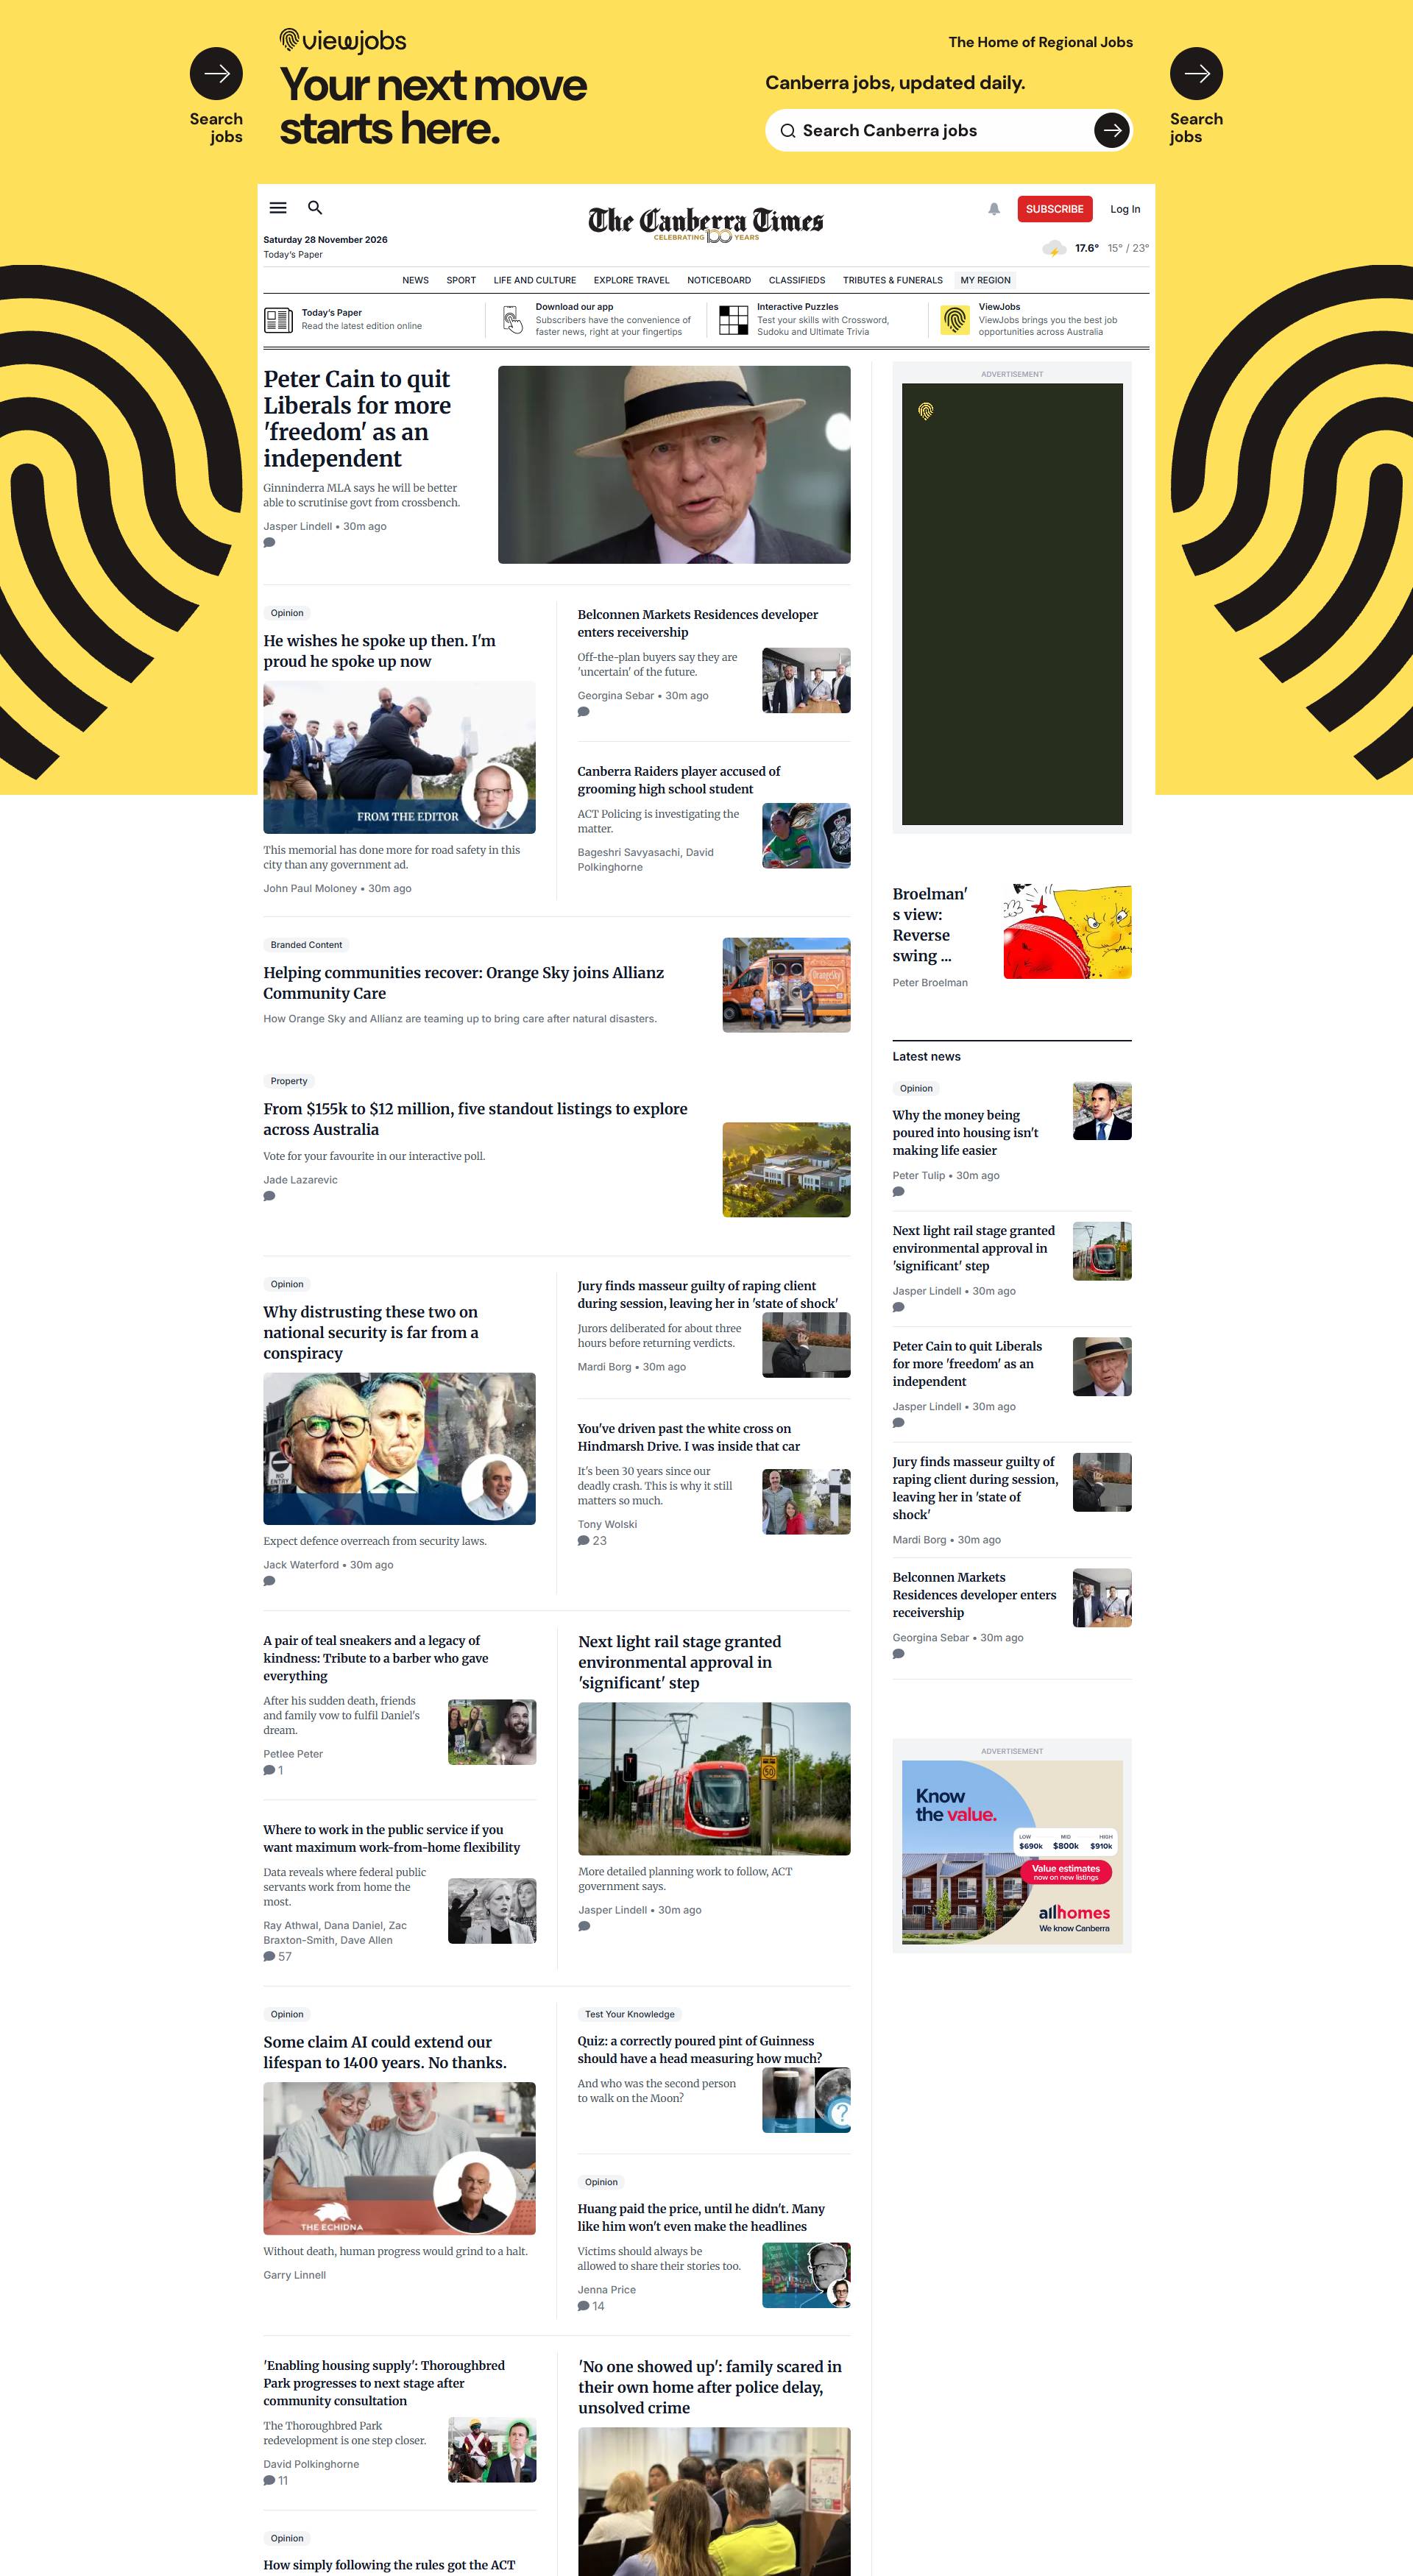 viewjobs
Your next move
starts here.
Search
jobs
The Home of Regional Jobs
Canberra jobs, updated daily.
Search Canberra jobs
Search
jobs
The Canberra Times
CELEBRATING 100 YEARS
SUBSCRIBE
Log In
Saturday 28 November 2026
Today's Paper
17.6° 15° / 23°
NEWS SPORT LIFE AND CULTURE EXPLORE TRAVEL NOTICEBOARD CLASSIFIEDS TRIBUTES & FUNERALS MY REGION
Today's Paper
Read the latest edition online
Download our app
Subscribers have the convenience of
faster news, right at your fingertips
Interactive Puzzles
Test your skills with Crossword,
Sudoku and Ultimate Trivia
ViewJobs
ViewJobs brings you the best job
opportunities across Australia
Peter Cain to quit
Liberals for more
'freedom' as an
independent
Ginninderra MLA says he will be better
able to scrutinise govt from crossbench.
Jasper Lindell • 30m ago
Opinion
He wishes he spoke up then. I'm
proud he spoke up now
FROM THE EDITOR
This memorial has done more for road safety in this
city than any government ad.
John Paul Moloney • 30m ago
Belconnen Markets Residences developer
enters receivership
Off-the-plan buyers say they are
'uncertain' of the future.
Georgina Sebar • 30m ago
Canberra Raiders player accused of
grooming high school student
ACT Policing is investigating the
matter.
Bageshri Savyasachi, David
Polkinghorne
Branded Content
Helping communities recover: Orange Sky joins Allianz
Community Care
How Orange Sky and Allianz are teaming up to bring care after natural disasters.
OrangeSky
Property
From $155k to $12 million, five standout listings to explore
across Australia
Vote for your favourite in our interactive poll.
Jade Lazarevic
Opinion
Why distrusting these two on
national security is far from a
conspiracy
NO
ENTRY
Expect defence overreach from security laws.
Jack Waterford • 30m ago
Jury finds masseur guilty of raping client
during session, leaving her in 'state of shock'
Jurors deliberated for about three
hours before returning verdicts.
Mardi Borg • 30m ago
You've driven past the white cross on
Hindmarsh Drive. I was inside that car
It's been 30 years since our
deadly crash. This is why it still
matters so much.
Tony Wolski
23
A pair of teal sneakers and a legacy of
kindness: Tribute to a barber who gave
everything
After his sudden death, friends
and family vow to fulfil Daniel's
dream.
Petlee Peter
1
Where to work in the public service if you
want maximum work-from-home flexibility
Data reveals where federal public
servants work from home the
most.
Ray Athwal, Dana Daniel, Zac
Braxton-Smith, Dave Allen
57
Next light rail stage granted
environmental approval in
'significant' step
50
More detailed planning work to follow, ACT
government says.
Jasper Lindell • 30m ago
Opinion
Some claim AI could extend our
lifespan to 1400 years. No thanks.
THE ECHIDNA
Without death, human progress would grind to a halt.
Garry Linnell
Test Your Knowledge
Quiz: a correctly poured pint of Guinness
should have a head measuring how much?
And who was the second person
to walk on the Moon?
?
Opinion
Huang paid the price, until he didn't. Many
like him won't even make the headlines
Victims should always be
allowed to share their stories too.
Jenna Price
14
'Enabling housing supply': Thoroughbred
Park progresses to next stage after
community consultation
The Thoroughbred Park
redevelopment is one step closer.
David Polkinghorne
11
Opinion
How simply following the rules got the ACT
'No one showed up': family scared in
their own home after police delay,
unsolved crime
ADVERTISEMENT
Broelman'
s view:
Reverse
swing ...
Peter Broelman
Latest news
Opinion
Why the money being
poured into housing isn't
making life easier
Peter Tulip • 30m ago
Next light rail stage granted
environmental approval in
'significant' step
Jasper Lindell • 30m ago
Peter Cain to quit Liberals
for more 'freedom' as an
independent
Jasper Lindell • 30m ago
Jury finds masseur guilty of
raping client during session,
leaving her in 'state of
shock'
Mardi Borg • 30m ago
Belconnen Markets
Residences developer enters
receivership
Georgina Sebar • 30m ago
ADVERTISEMENT
Know
the value.
LOW MID HIGH
$690k $800k $910k
Value estimates
now on new listings
allhomes
We know Canberra